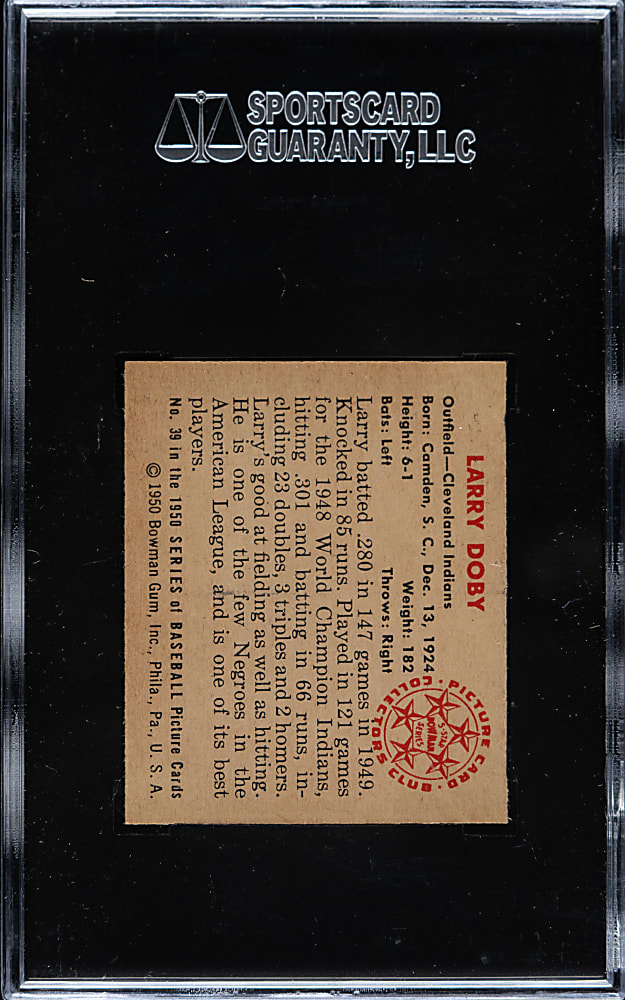 SPORTSCARD
GUARANTY, LLC
LARRY DOBY
Outfield—Cleveland Indians
Born: Camden, S. C., Dec. 13, 1924
Height: 6-1 Weight: 182
Bats: Left Throws: Right
PICTURE CARD COLLECTORS CLUB
5-STAR
BOWMAN
SERIES
Larry batted .280 in 147 games in 1949.
Knocked in 85 runs. Played in 121 games
for the 1948 World Champion Indians,
hitting .301 and batting in 66 runs, in-
cluding 23 doubles, 3 triples and 2 homers.
Larry's good at fielding as well as hitting.
He is one of the few Negroes in the
American League, and is one of its best
players.
No. 39 in the 1950 SERIES of BASEBALL Picture Cards
© 1950 Bowman Gum, Inc., Phila., Pa., U. S. A.